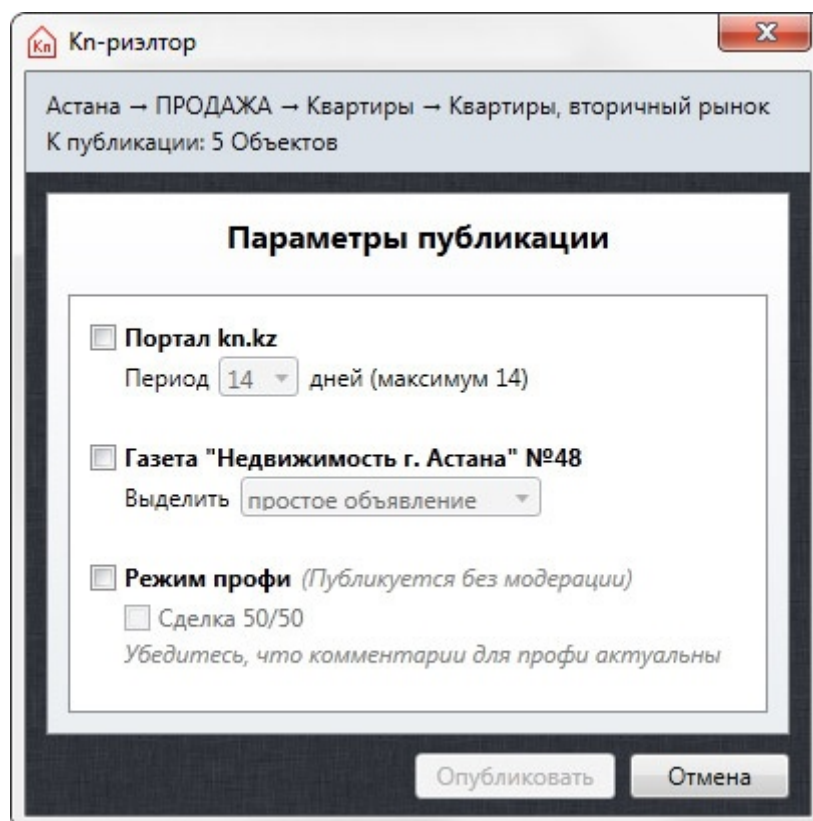 Kn
Kn-риэлтор
x
Астана → ПРОДАЖА → Квартиры → Квартиры, вторичный рынок
К публикации: 5 Объектов
Параметры публикации
Портал kn.kz
Период 14 дней (максимум 14)
Газета "Недвижимость г. Астана" №48
Выделить простое объявление
Режим профи (Публикуется без модерации)
Сделка 50/50
Убедитесь, что комментарии для профи актуальны
Опубликовать Отмена